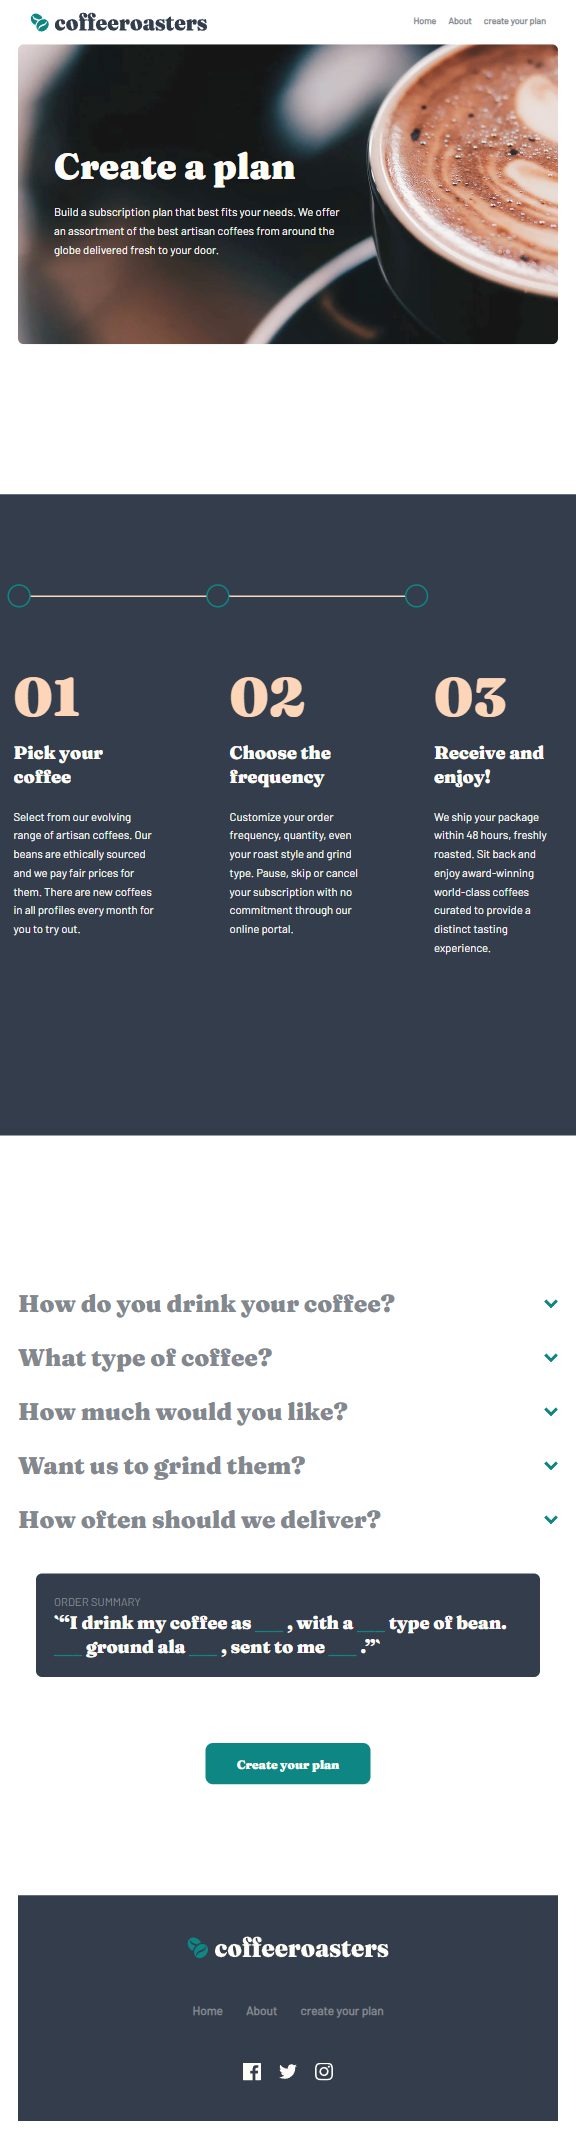 coffeeroasters
Home About create your plan
Create a plan
Build a subscription plan that best fits your needs. We offer
an assortment of the best artisan coffees from around the
globe delivered fresh to your door.
01
Pick your
coffee
Select from our evolving
range of artisan coffees. Our
beans are ethically sourced
and we pay fair prices for
them. There are new coffees
in all profiles every month for
you to try out.
02
Choose the
frequency
Customize your order
frequency, quantity, even
your roast style and grind
type. Pause, skip or cancel
your subscription with no
commitment through our
online portal.
03
Receive and
enjoy!
We ship your package
within 48 hours, freshly
roasted. Sit back and
enjoy award-winning
world-class coffees
curated to provide a
distinct tasting
experience.
How do you drink your coffee?
What type of coffee?
How much would you like?
Want us to grind them?
How often should we deliver?
ORDER SUMMARY
`“I drink my coffee as ___ , with a ___ type of bean.
___ ground ala ___ , sent to me ___ .”`
Create your plan
coffeeroasters
Home About create your plan